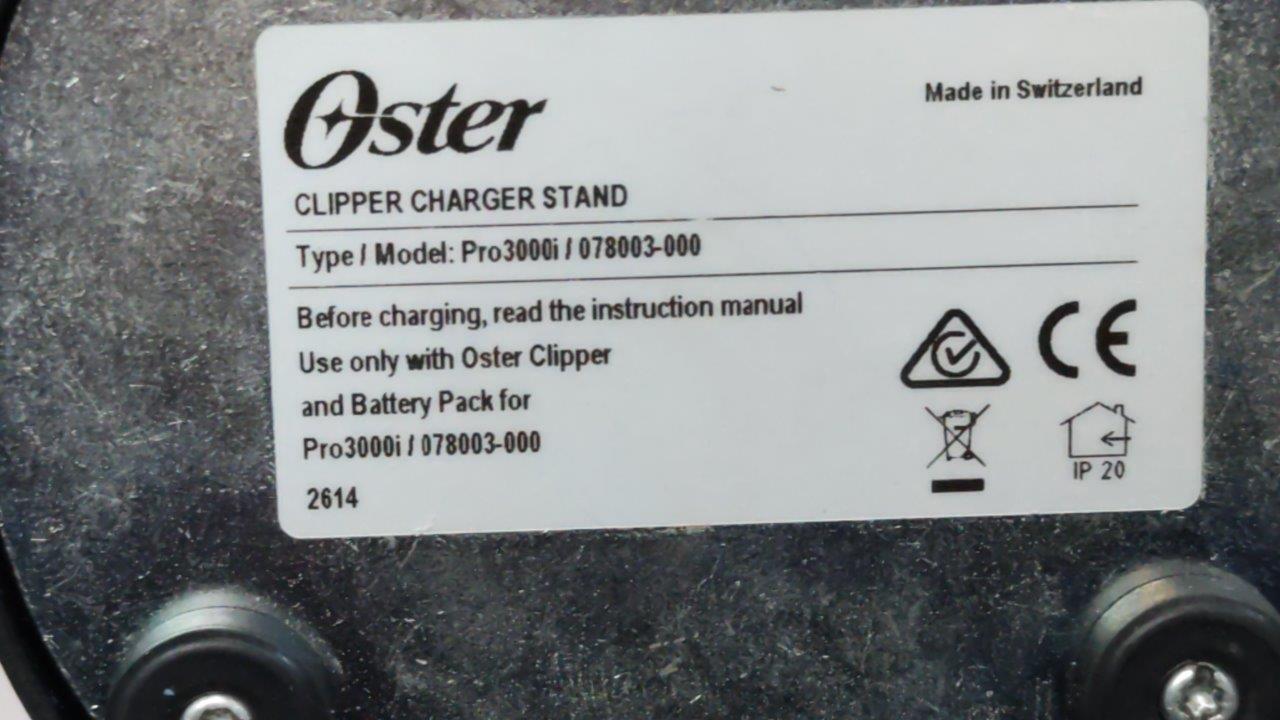 Oster
Made in Switzerland
CLIPPER CHARGER STAND
Type / Model: Pro3000i / 078003-000
Before charging, read the instruction manual
Use only with Oster Clipper
and Battery Pack for
Pro3000i / 078003-000
2614
CE
IP 20